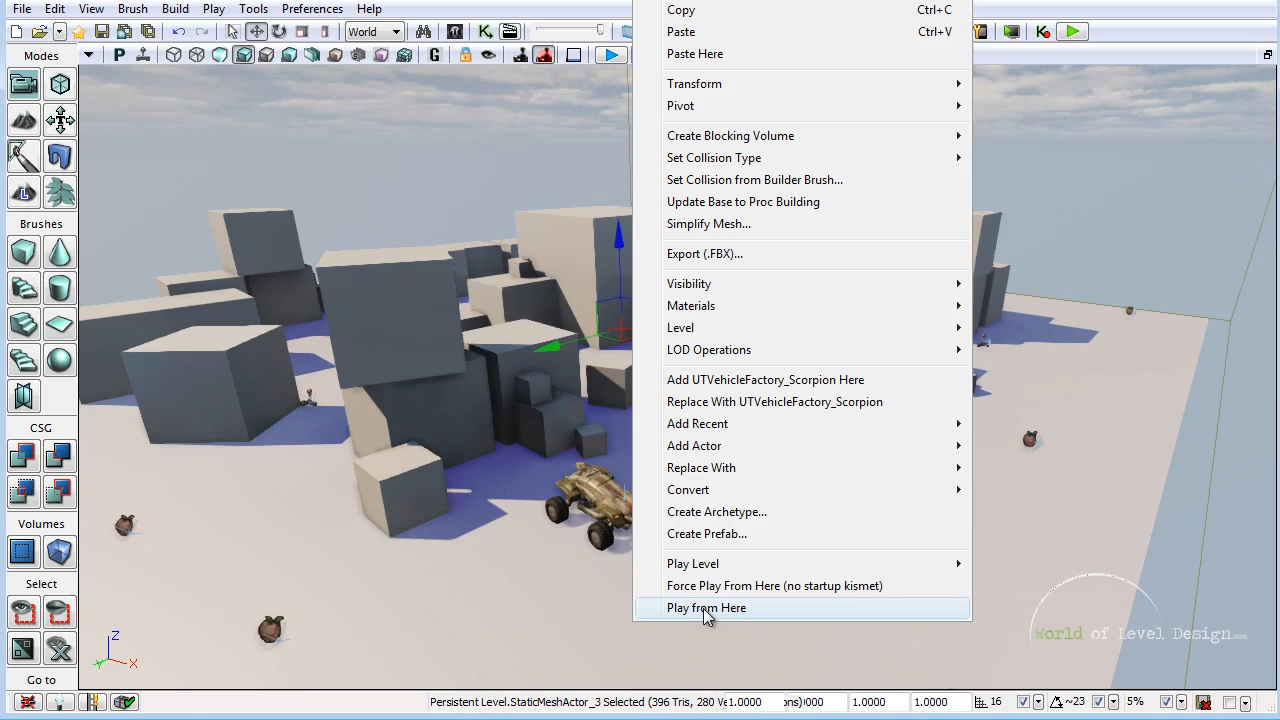 File Edit View Brush Build Play Tools Preferences Help
World
Modes
P
G
L
Brushes
CSG
Volumes
Select
Go to
Copy Ctrl+C
Paste Ctrl+V
Paste Here
Transform
Pivot
Create Blocking Volume
Set Collision Type
Set Collision from Builder Brush...
Update Base to Proc Building
Simplify Mesh...
Export (.FBX)...
Visibility
Materials
Level
LOD Operations
Add UTVehicleFactory_Scorpion Here
Replace With UTVehicleFactory_Scorpion
Add Recent
Add Actor
Replace With
Convert
Create Archetype...
Create Prefab...
Play Level
Force Play From Here (no startup kismet)
Play from Here
Z
Y
X
World of Level Design.com
Persistent Level.StaticMeshActor_3 Selected (396 Tris, 280 1.0000 1.0000 1.0000 16 ~23 5%